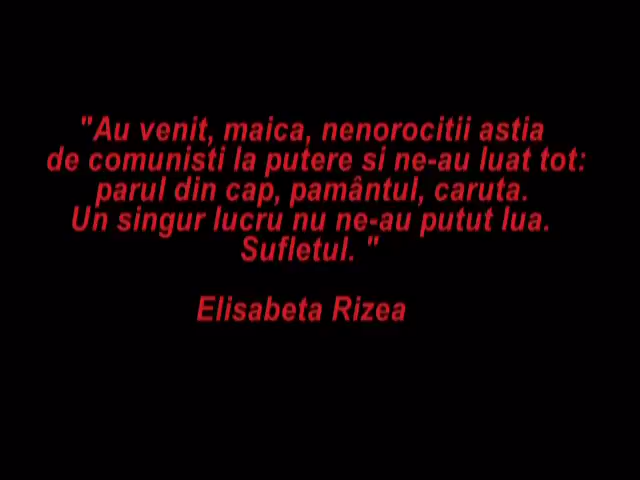 "Au venit, maica, nenorocitii astia
de comunisti la putere si ne-au luat tot:
parul din cap, pamântul, caruta.
Un singur lucru nu ne-au putut lua.
Sufletul. "
Elisabeta Rizea